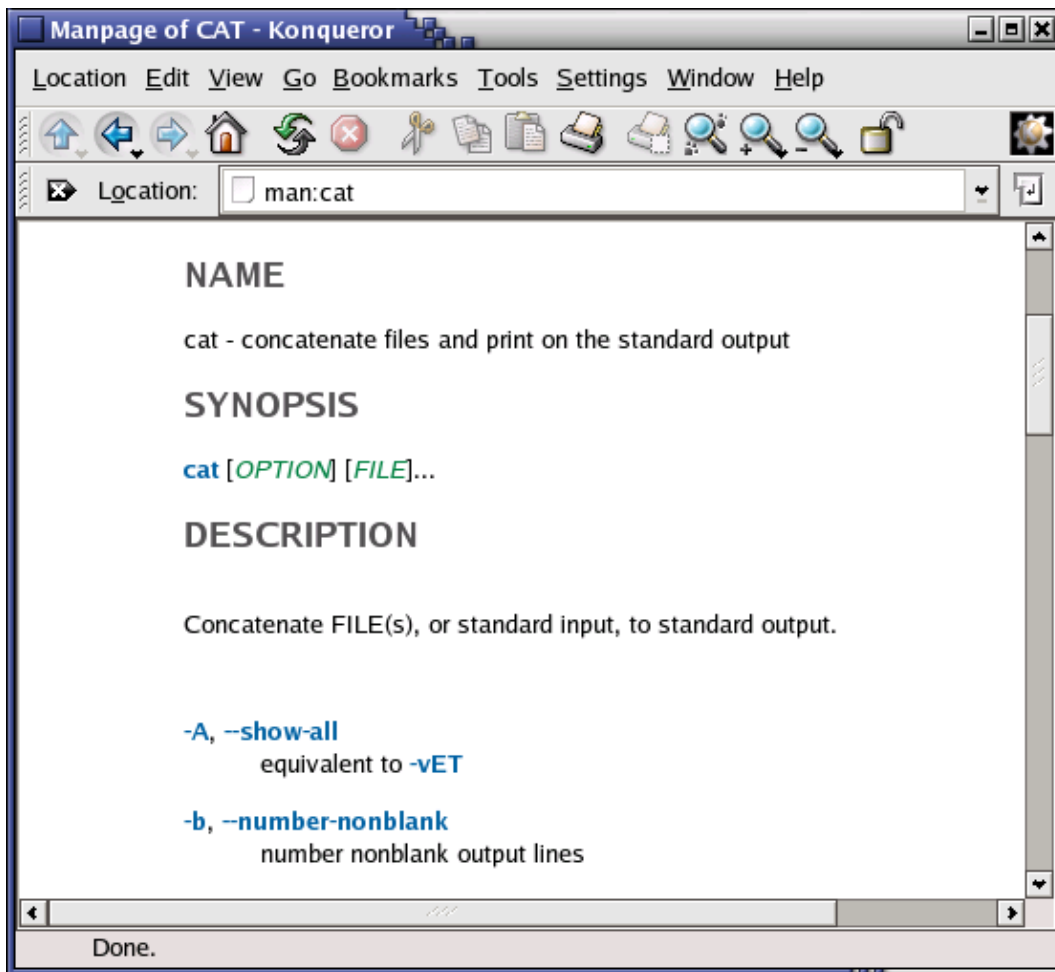 Manpage of CAT - Konqueror
Location Edit View Go Bookmarks Tools Settings Window Help
Location: man:cat
NAME
cat - concatenate files and print on the standard output
SYNOPSIS
cat [OPTION] [FILE]...
DESCRIPTION
Concatenate FILE(s), or standard input, to standard output.
-A, --show-all
equivalent to -vET
-b, --number-nonblank
number nonblank output lines
Done.